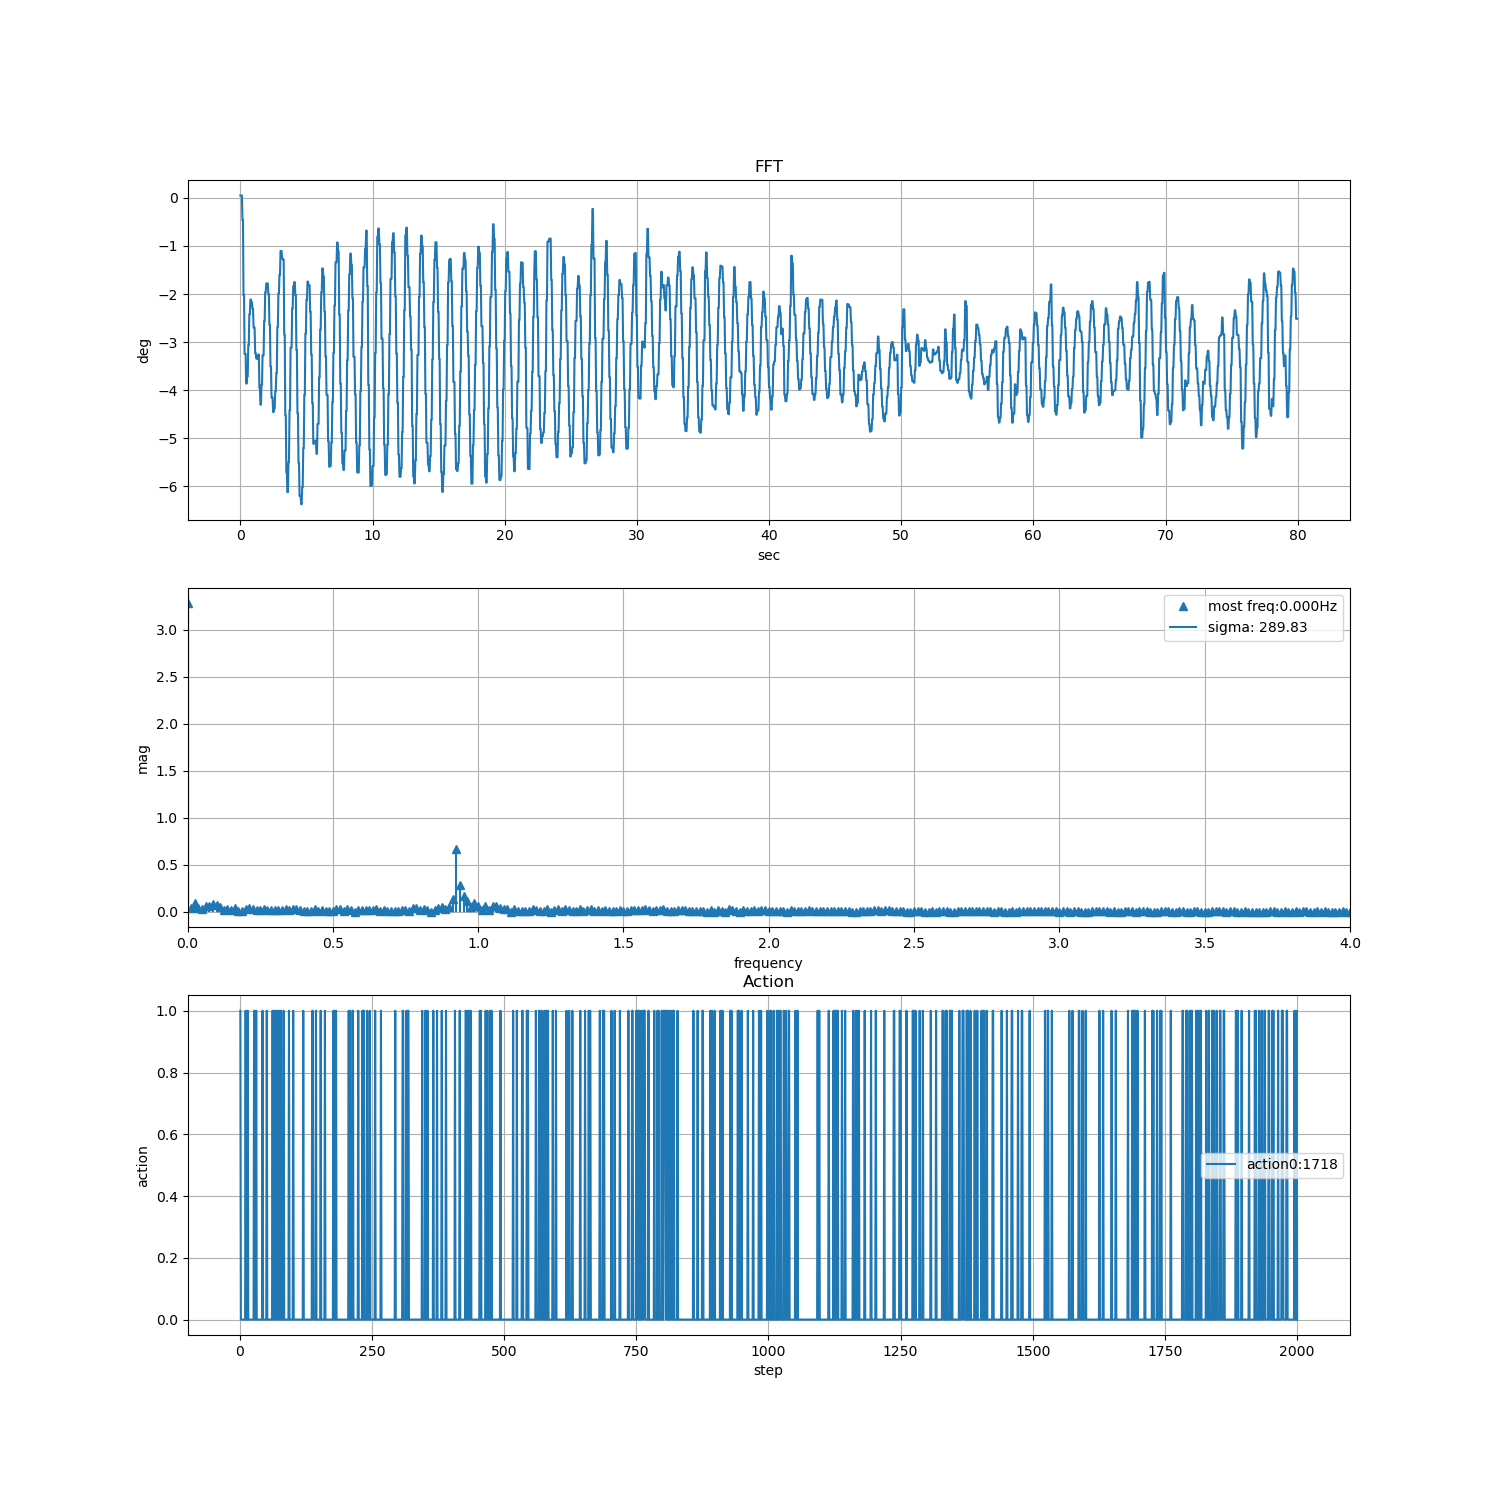 FFT
0
−1
−2
−3
−4
−5
−6
deg
0 10 20 30 40 50 60 70 80
sec
most freq:0.000Hz
sigma: 289.83
3.0
2.5
2.0
1.5
1.0
0.5
0.0
mag
0.0 0.5 1.0 1.5 2.0 2.5 3.0 3.5 4.0
frequency
Action
1.0
0.8
0.6
0.4
0.2
0.0
action
action0:1718
0 250 500 750 1000 1250 1500 1750 2000
step